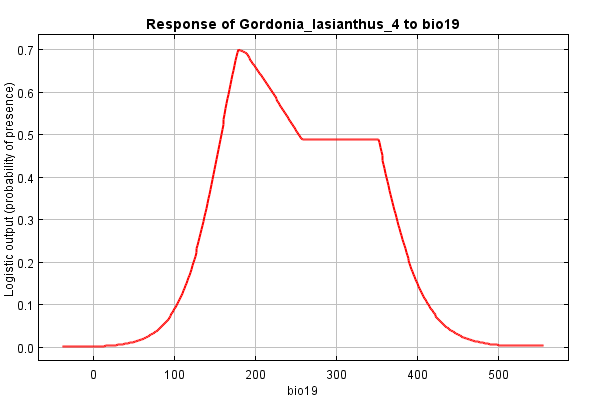 Response of Gordonia_lasianthus_4 to bio19
Logistic output (probability of presence)
0.7
0.6
0.5
0.4
0.3
0.2
0.1
0.0
0 100 200 300 400 500
bio19